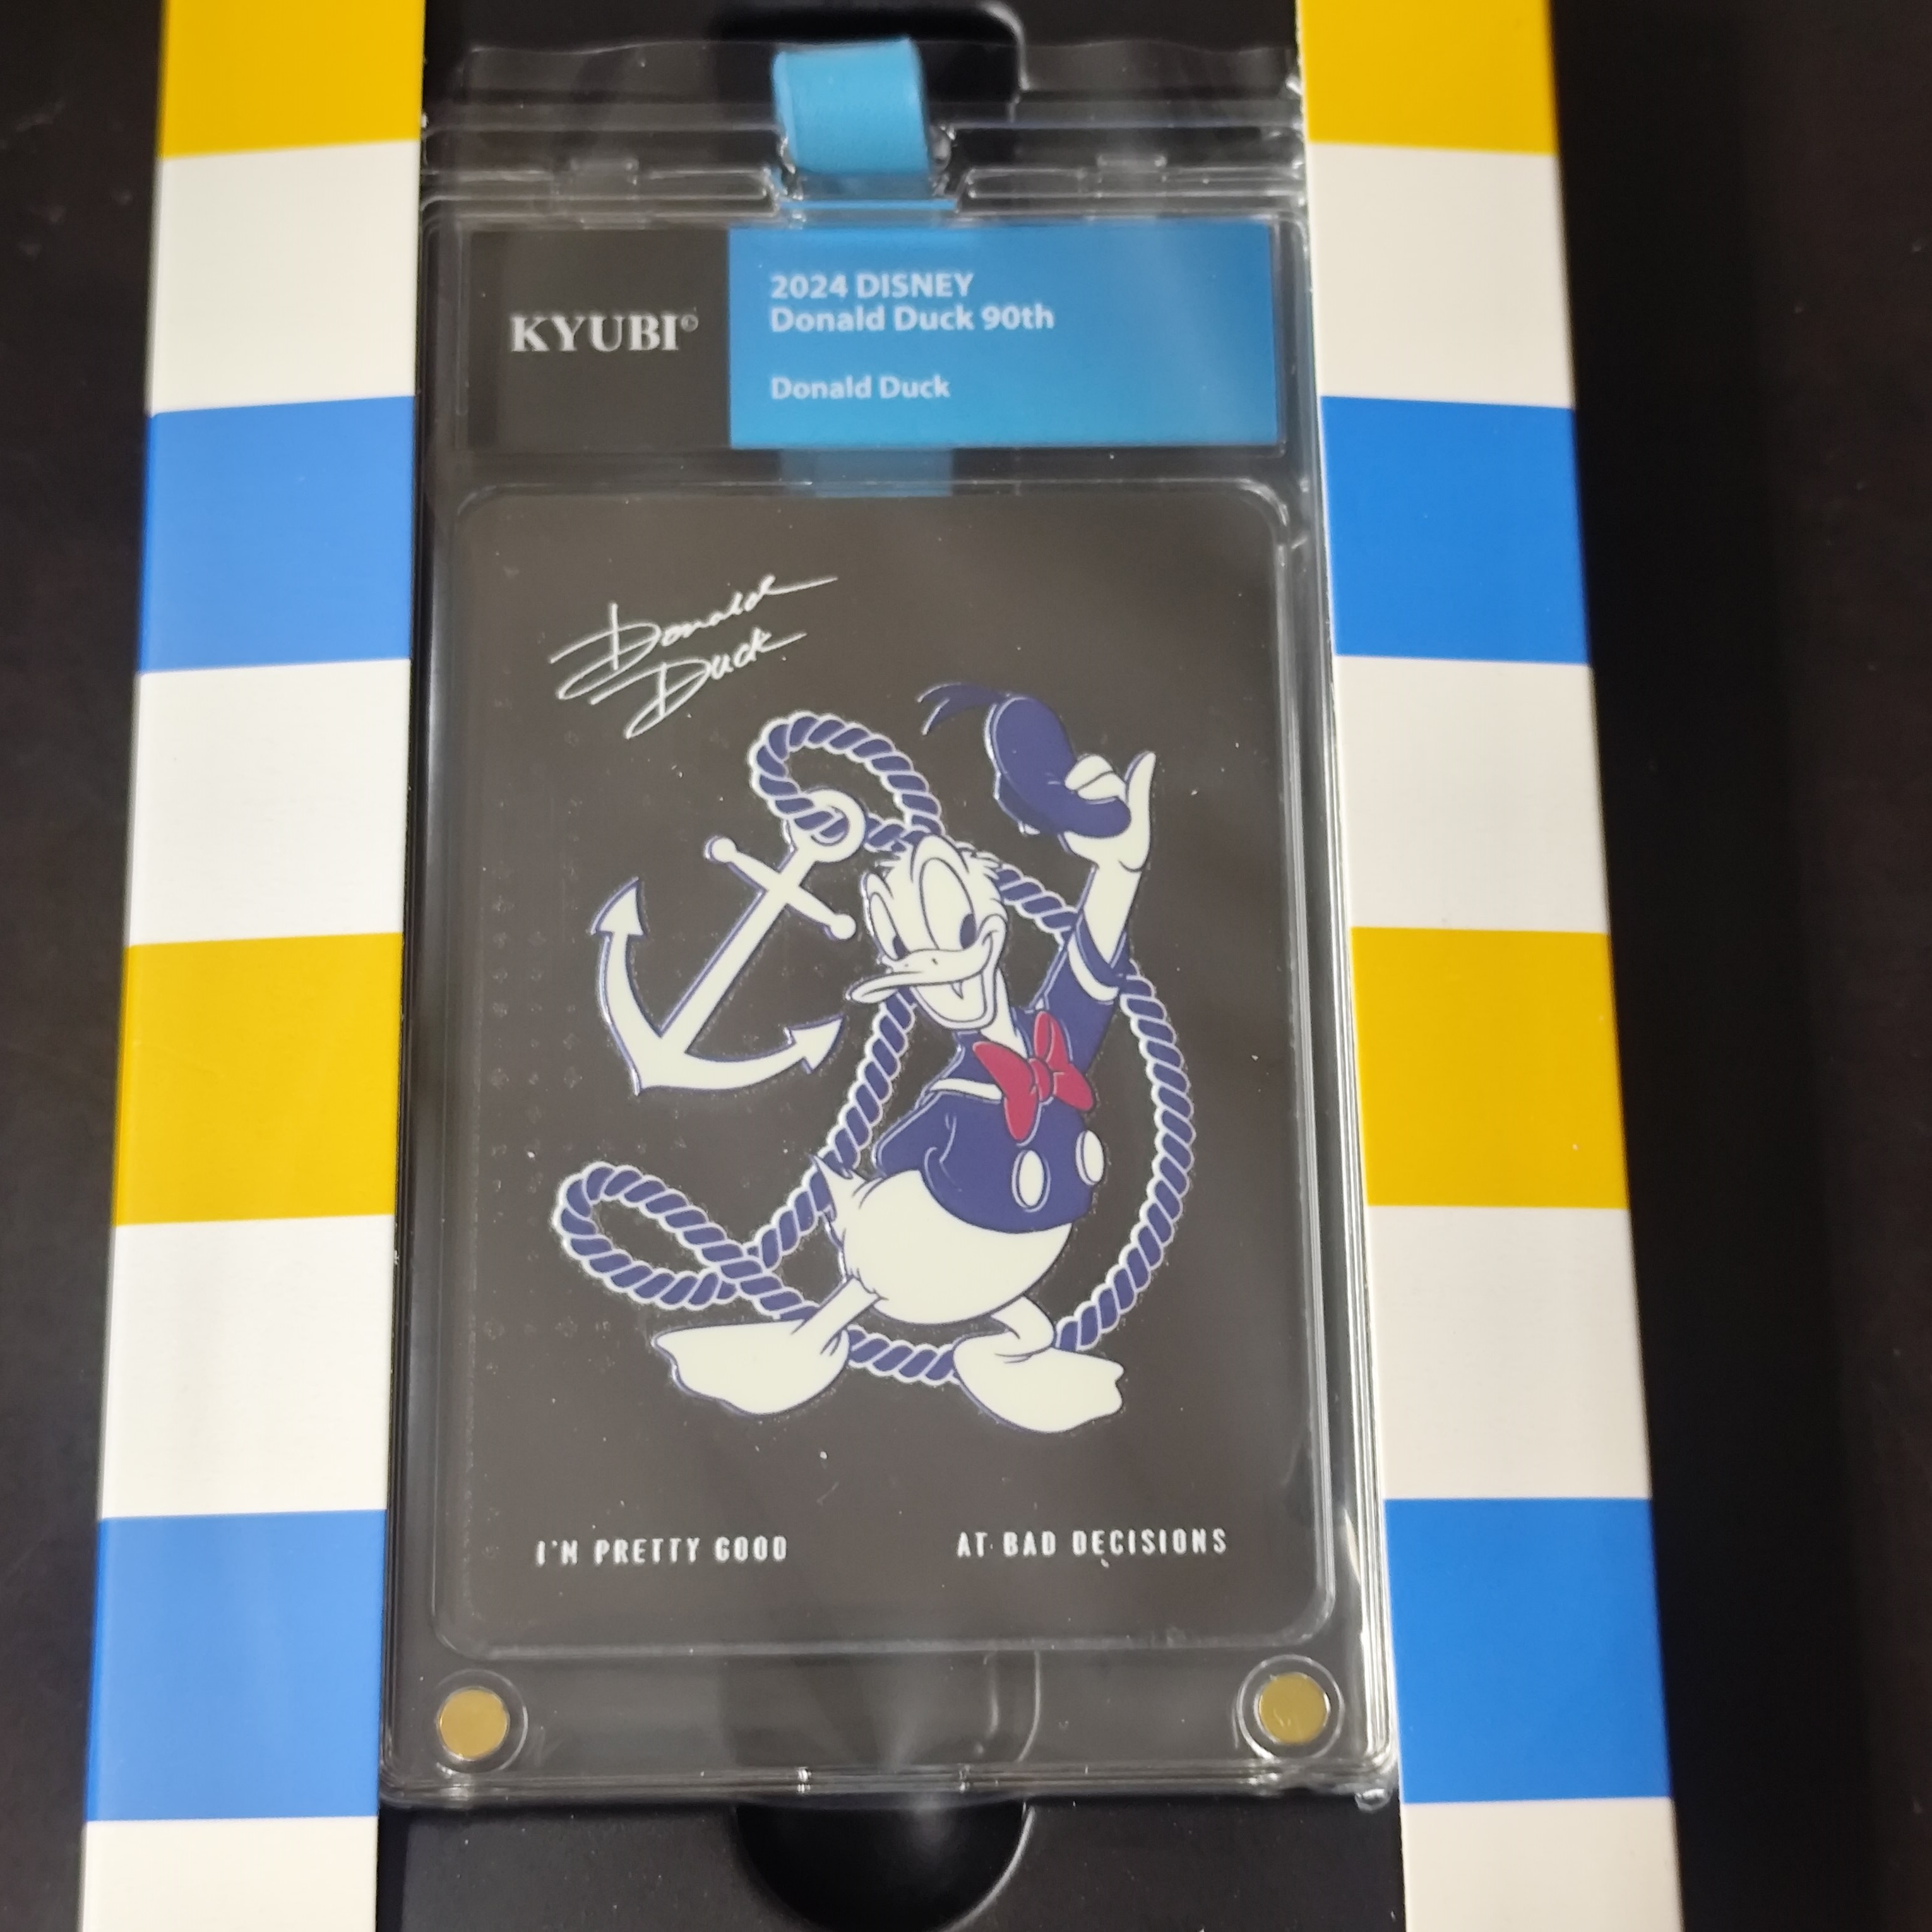 KYUBI©
2024 DISNEY
Donald Duck 90th
Donald Duck
Donald
Duck
I'M PRETTY GOOD
AT BAD DECISIONS